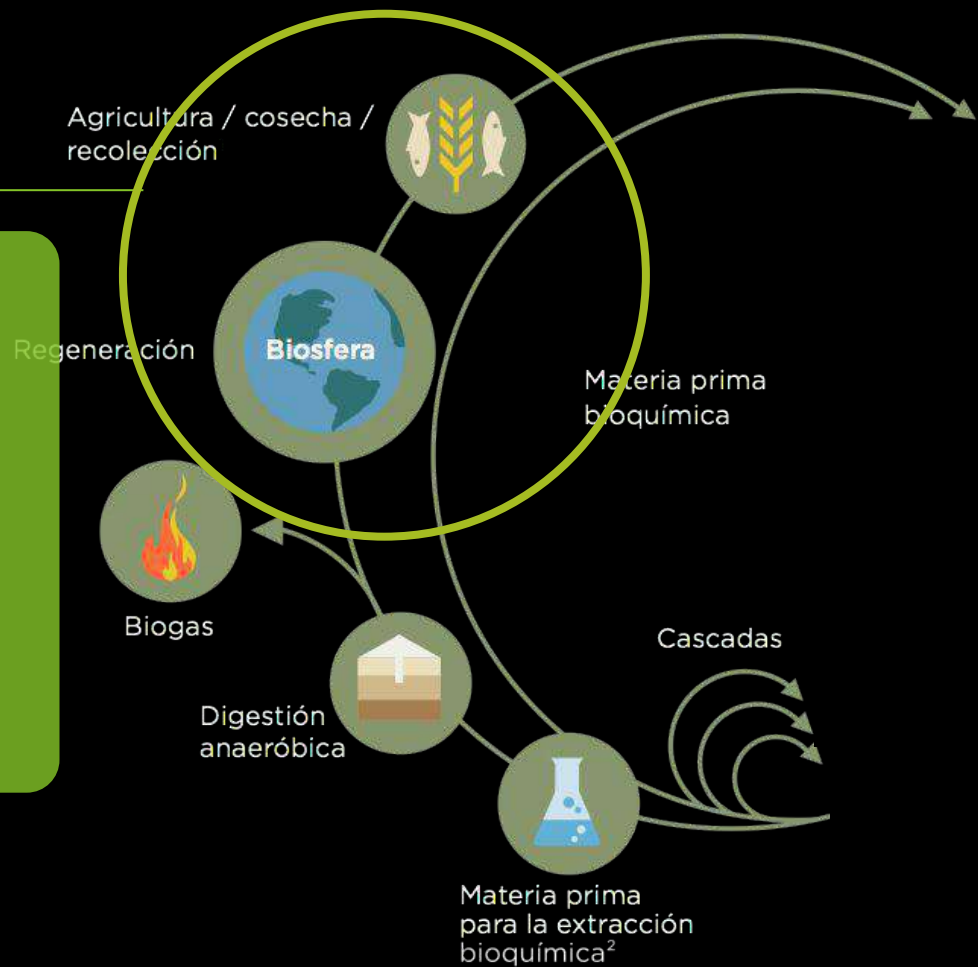 Agricultura / cosecha /
recolección
Regeneración
Biosfera
Materia prima
bioquímica
Biogas
Cascadas
Digestión
anaeróbica
Materia prima
para la extracción
bioquímica²